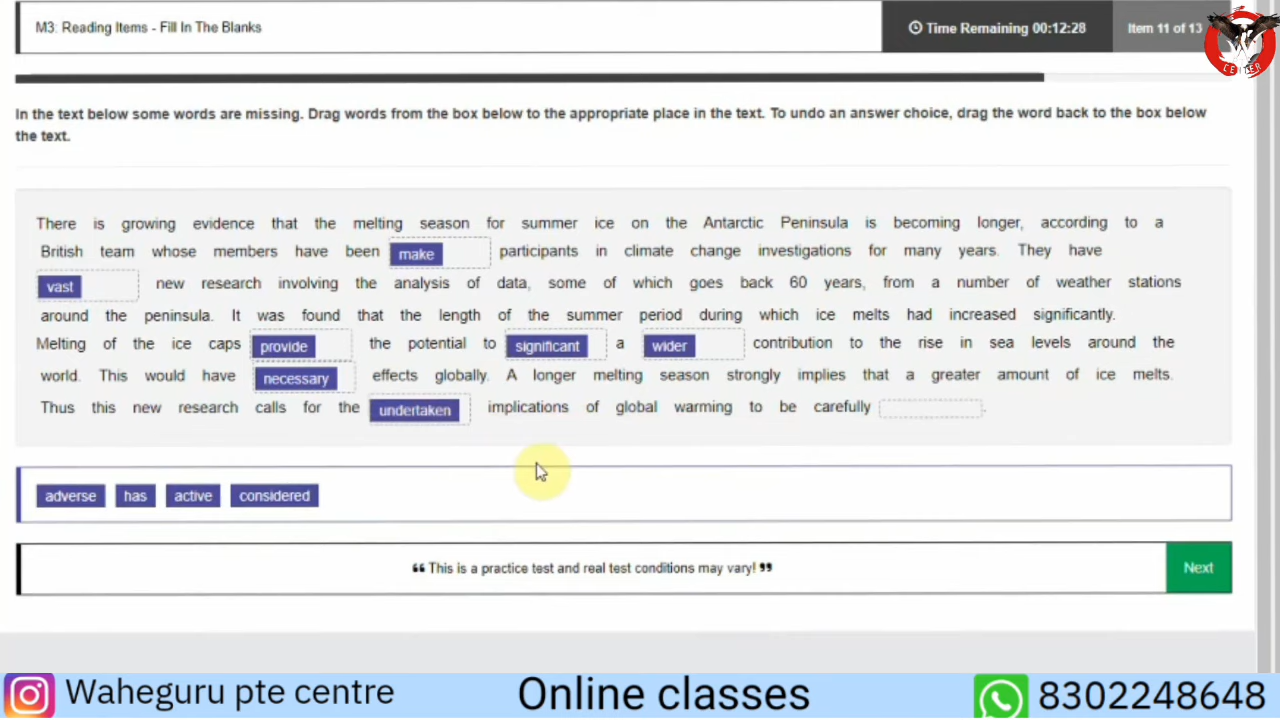 M3: Reading Items - Fill In The Blanks
Time Remaining 00:12:28
Item 11 of 13
CENTER
In the text below some words are missing. Drag words from the box below to the appropriate place in the text. To undo an answer choice, drag the word back to the box below
the text.
There is growing evidence that the melting season for summer ice on the Antarctic Peninsula is becoming longer, according to a
British team whose members have been make participants in climate change investigations for many years. They have
vast new research involving the analysis of data, some of which goes back 60 years, from a number of weather stations
around the peninsula. It was found that the length of the summer period during which ice melts had increased significantly.
Melting of the ice caps provide the potential to significant a wider contribution to the rise in sea levels around the
world. This would have necessary effects globally. A longer melting season strongly implies that a greater amount of ice melts.
Thus this new research calls for the undertaken implications of global warming to be carefully .
adverse has active considered
❝ This is a practice test and real test conditions may vary! ❞
Next
Waheguru pte centre
Online classes
8302248648